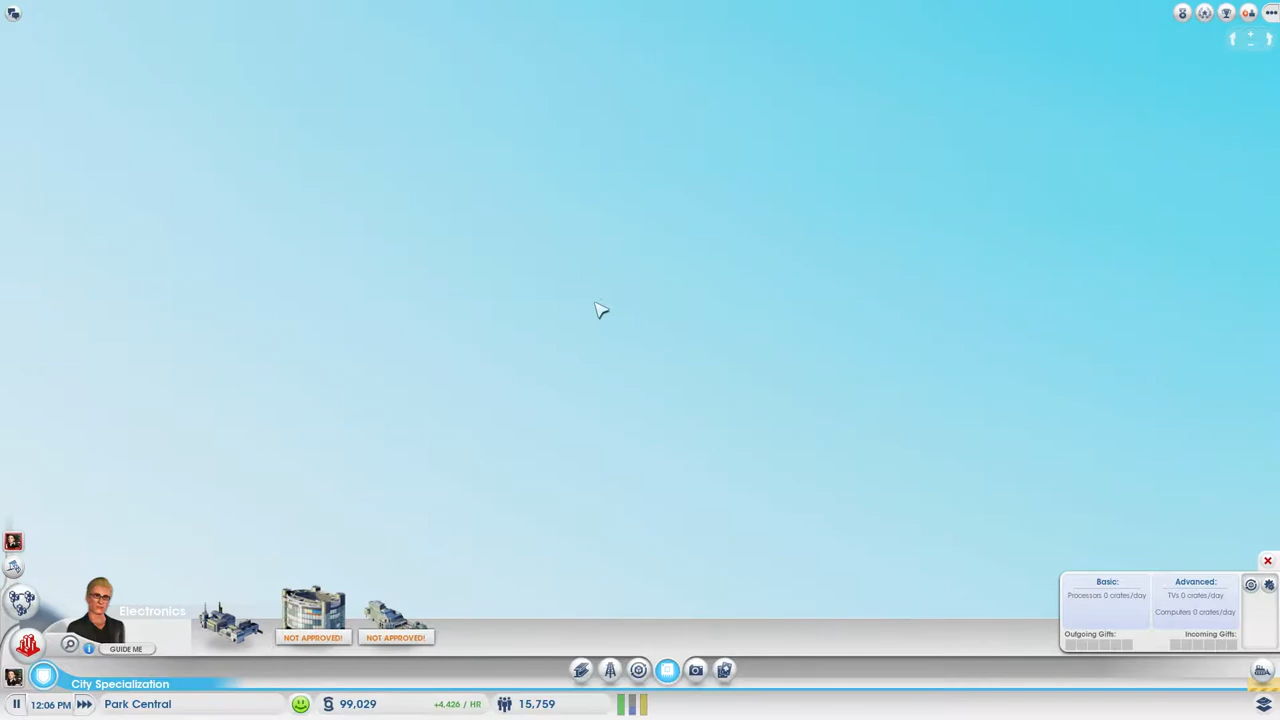 Basic:
Advanced:
Processors 0 crates/day
TVs 0 crates/day
Computers 0 crates/day
Outgoing Gifts:
Incoming Gifts:
Electronics
NOT APPROVED!
NOT APPROVED!
GUIDE ME
City Specialization
12:06 PM
Park Central
99,029
+4,426 / HR
15,759